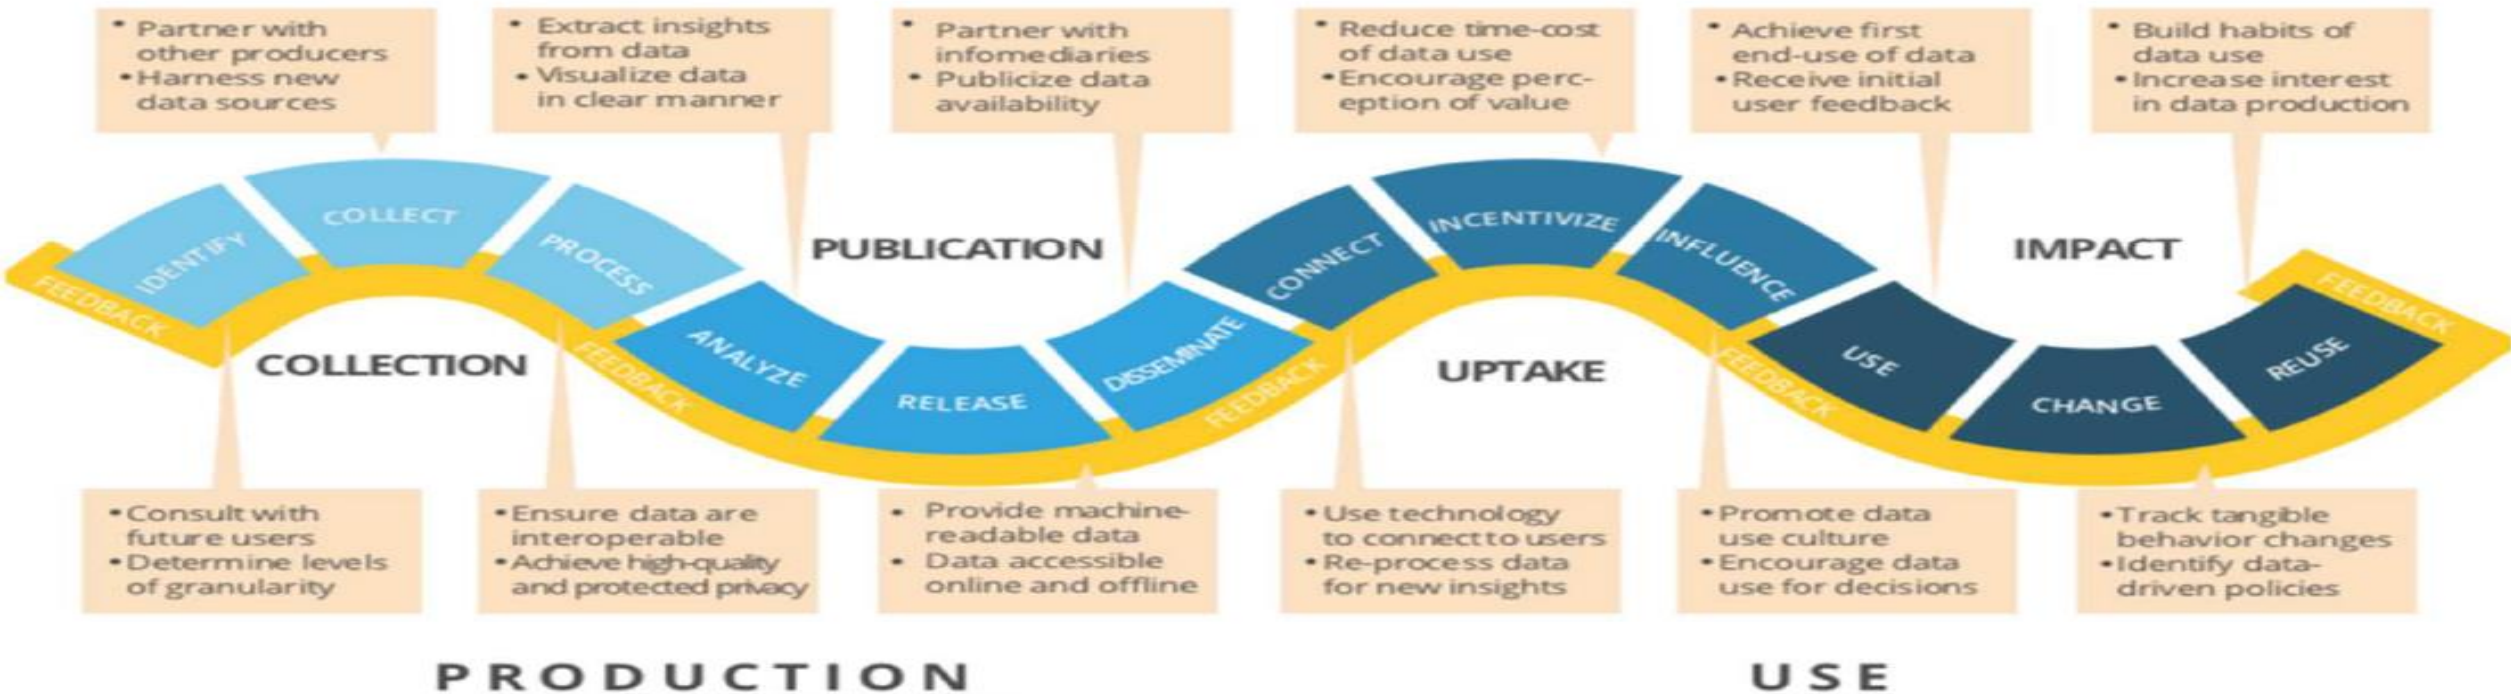 • Partner with
other producers
• Harness new
data sources
• Extract insights
from data
• Visualize data
in clear manner
• Partner with
infomediaries
• Publicize data
availability
• Reduce time-cost
of data use
• Encourage perc-
eption of value
• Achieve first
end-use of data
• Receive initial
user feedback
• Build habits of
data use
• Increase interest
in data production
FEEDBACK
IDENTIFY
COLLECT
PROCESS
COLLECTION
FEEDBACK
ANALYZE
RELEASE
DISSEMINATE
PUBLICATION
FEEDBACK
CONNECT
INCENTIVIZE
INFLUENCE
UPTAKE
FEEDBACK
USE
CHANGE
REUSE
IMPACT
FEEDBACK
• Consult with
future users
• Determine levels
of granularity
• Ensure data are
interoperable
• Achieve high-quality
and protected privacy
• Provide machine-
readable data
• Data accessible
online and offline
• Use technology
to connect to users
• Re-process data
for new insights
• Promote data
use culture
• Encourage data
use for decisions
• Track tangible
behavior changes
• Identify data-
driven policies
PRODUCTION
USE